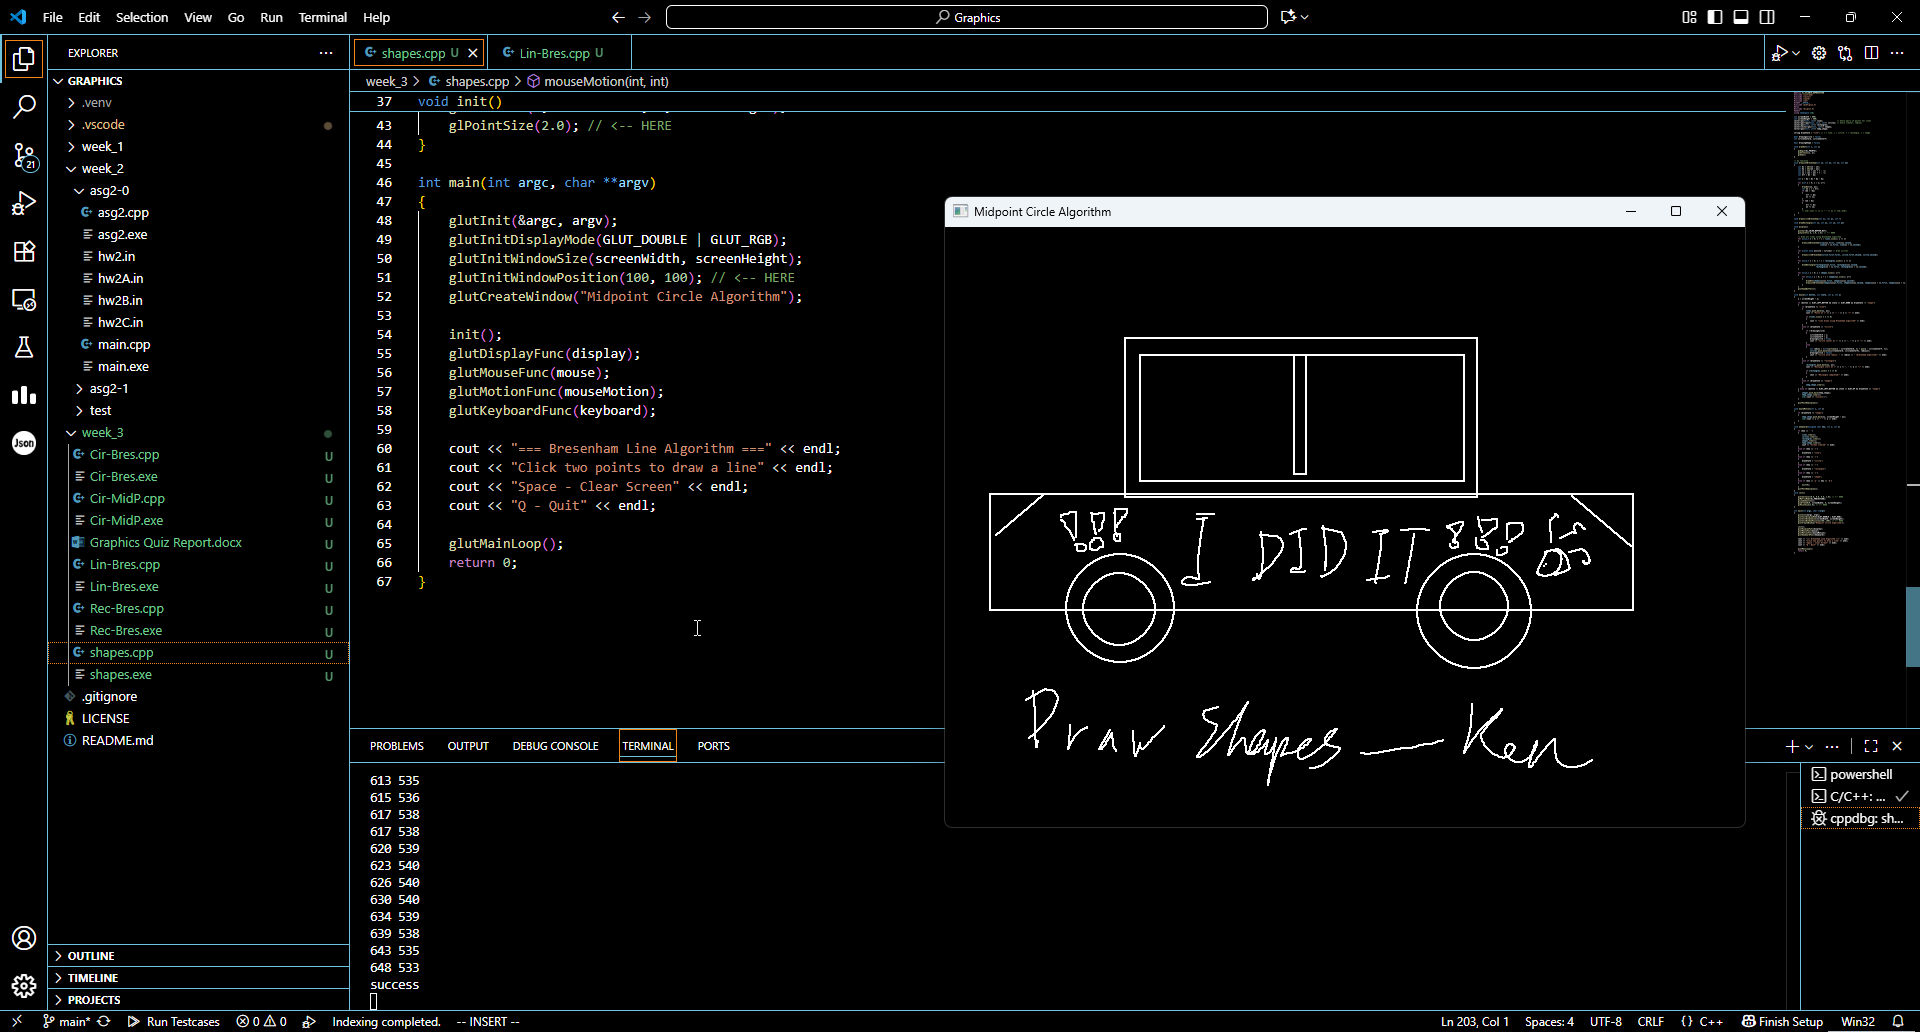 File Edit Selection View Go Run Terminal Help
Graphics
EXPLORER
GRAPHICS
.venv
.vscode
week_1
week_2
asg2-0
asg2.cpp
asg2.exe
hw2.in
hw2A.in
hw2B.in
hw2C.in
main.cpp
main.exe
asg2-1
test
week_3
Cir-Bres.cpp U
Cir-Bres.exe U
Cir-MidP.cpp U
Cir-MidP.exe U
Graphics Quiz Report.docx U
Lin-Bres.cpp U
Lin-Bres.exe U
Rec-Bres.cpp U
Rec-Bres.exe U
shapes.cpp U
shapes.exe U
.gitignore
LICENSE
README.md
OUTLINE
TIMELINE
PROJECTS
21
Json
shapes.cpp U
Lin-Bres.cpp U
week_3 > shapes.cpp > mouseMotion(int, int)
37 void init()
43 glPointSize(2.0); // <-- HERE
44 }
45
46 int main(int argc, char **argv)
47 {
48 glutInit(&argc, argv);
49 glutInitDisplayMode(GLUT_DOUBLE | GLUT_RGB);
50 glutInitWindowSize(screenWidth, screenHeight);
51 glutInitWindowPosition(100, 100); // <-- HERE
52 glutCreateWindow("Midpoint Circle Algorithm");
53
54 init();
55 glutDisplayFunc(display);
56 glutMouseFunc(mouse);
57 glutMotionFunc(mouseMotion);
58 glutKeyboardFunc(keyboard);
59
60 cout << "=== Bresenham Line Algorithm ===" << endl;
61 cout << "Click two points to draw a line" << endl;
62 cout << "Space - Clear Screen" << endl;
63 cout << "Q - Quit" << endl;
64
65 glutMainLoop();
66 return 0;
67 }
Midpoint Circle Algorithm
!!! I DID IT !!!
Draw Shapes — Ken
PROBLEMS OUTPUT DEBUG CONSOLE TERMINAL PORTS
613 535
615 536
617 538
617 538
620 539
623 540
626 540
630 540
634 539
639 538
643 535
648 533
success
powershell
C/C++: ...
cppdbg: sh...
main* Run Testcases 0 0 Indexing completed. -- INSERT --
Ln 203, Col 1 Spaces: 4 UTF-8 CRLF {} C++ Finish Setup Win32